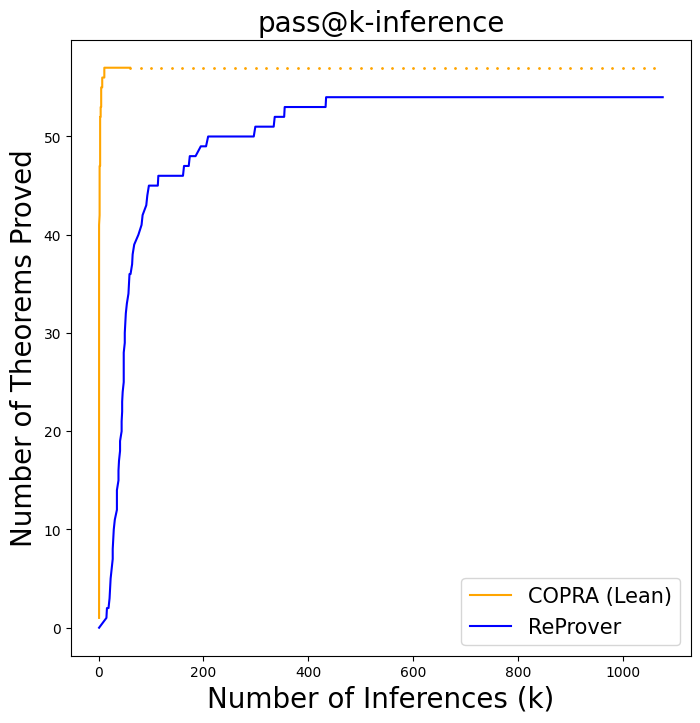 pass@k-inference
Number of Theorems Proved
50
40
30
20
10
0
0 200 400 600 800 1000
Number of Inferences (k)
COPRA (Lean)
ReProver